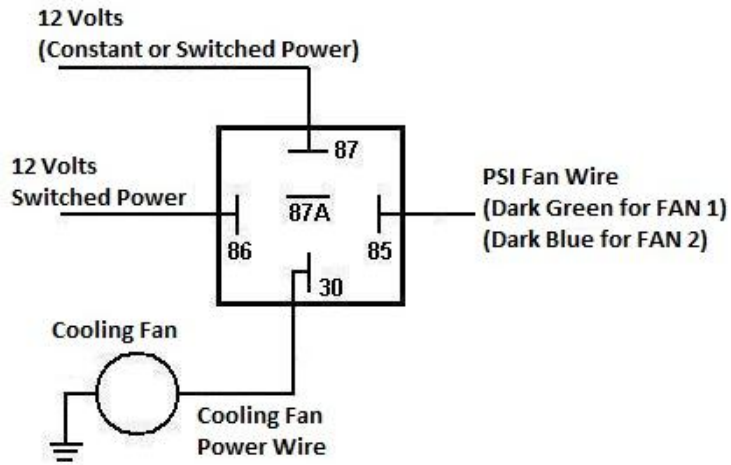 12 Volts
(Constant or Switched Power)
87
12 Volts
Switched Power
87A
PSI Fan Wire
(Dark Green for FAN 1)
(Dark Blue for FAN 2)
86
85
30
Cooling Fan
Cooling Fan
Power Wire